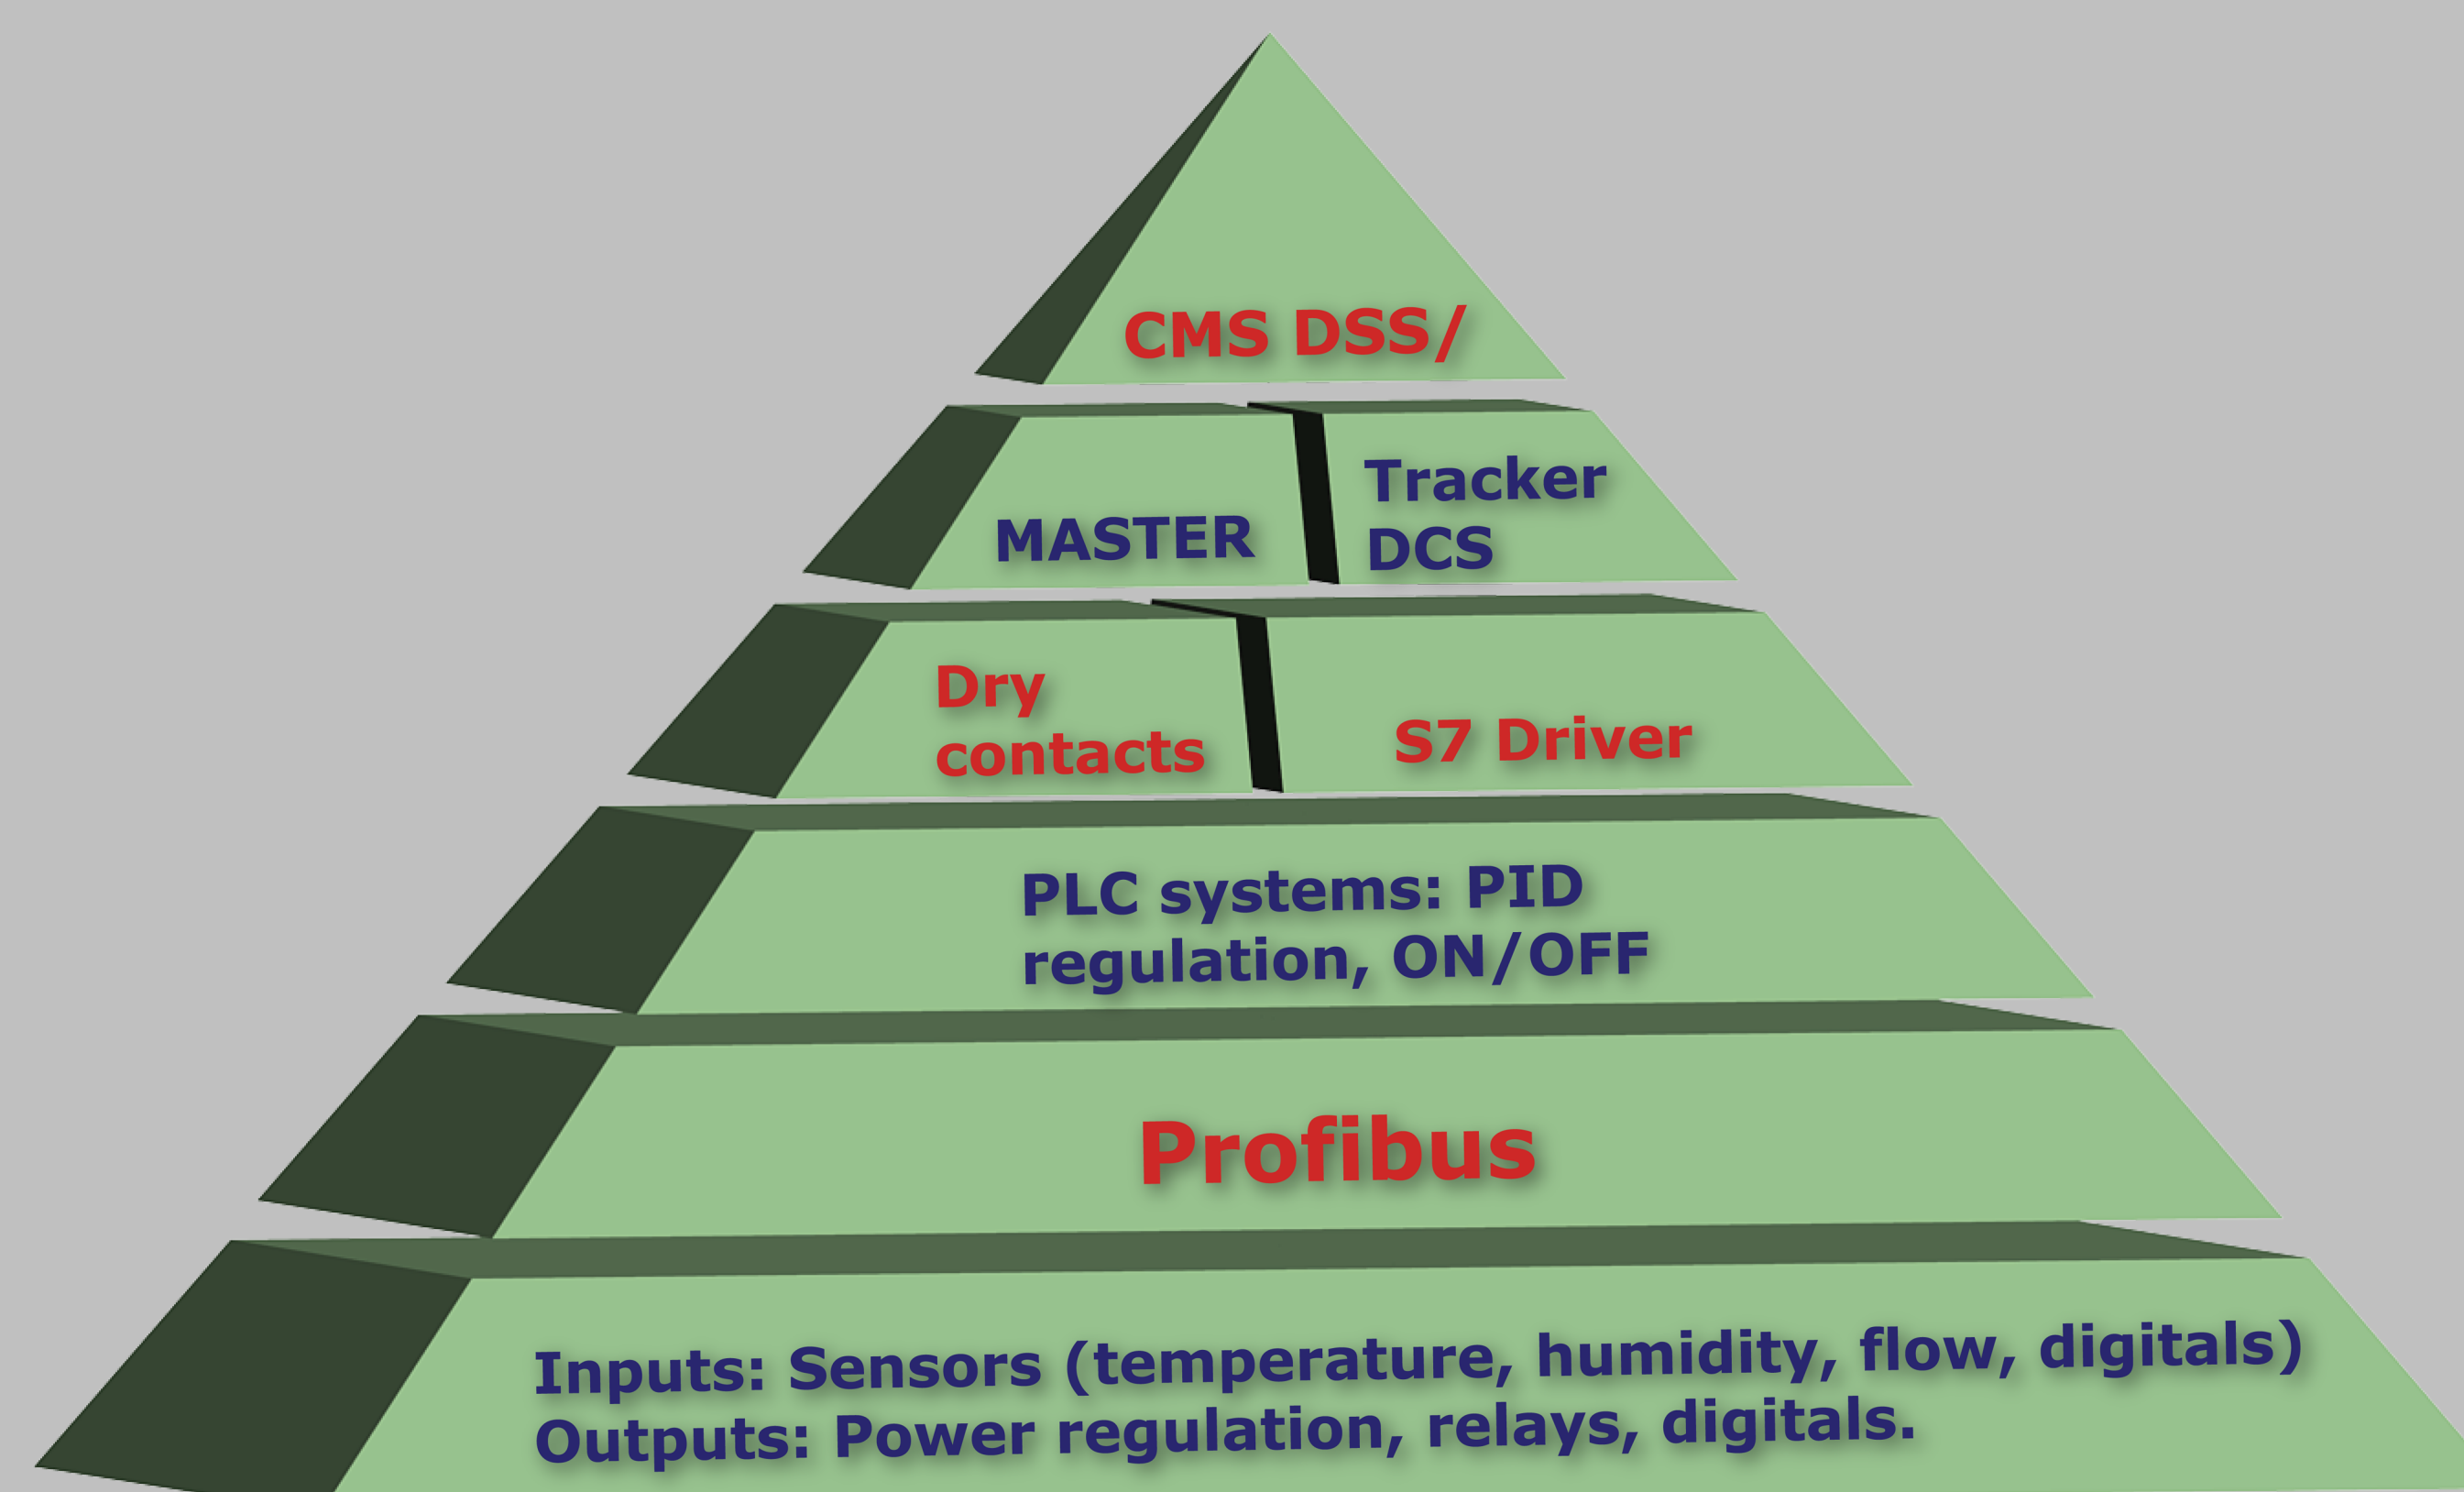 CMS DSS/
MASTER
Tracker
DCS
Dry
contacts
S7 Driver
PLC systems: PID
regulation, ON/OFF
Profibus
Inputs: Sensors (temperature, humidity, flow, digitals)
Outputs: Power regulation, relays, digitals.